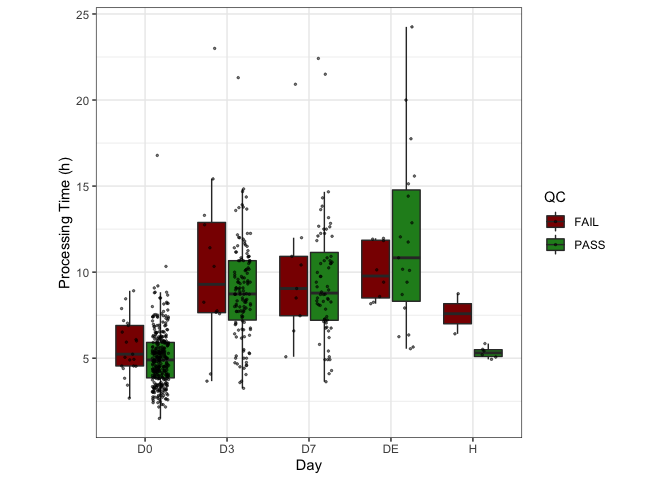 25
20
15
10
5
Processing Time (h)
D0 D3 D7 DE H
Day
QC
FAIL
PASS